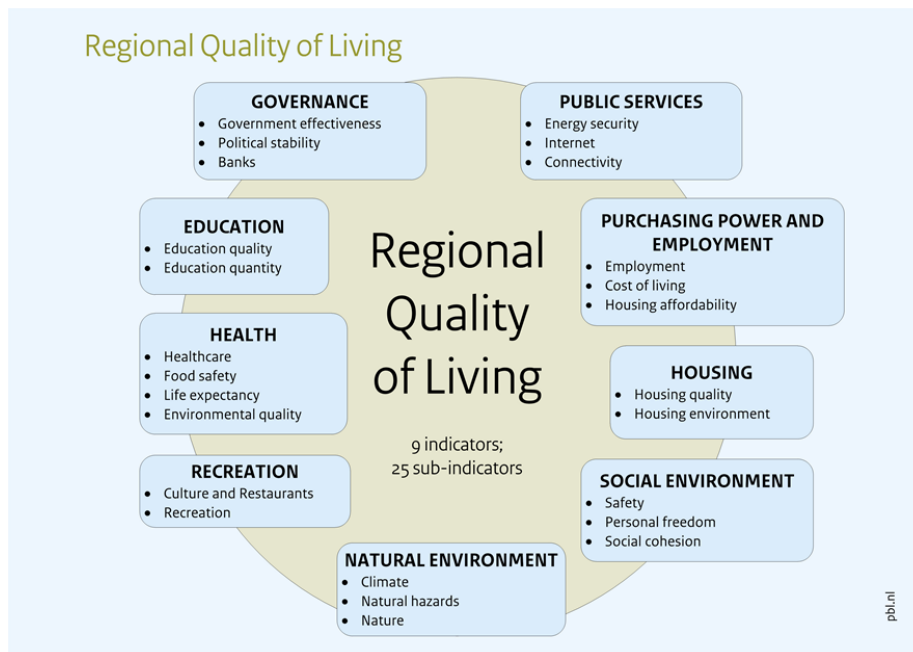 Regional Quality of Living
GOVERNANCE
• Government effectiveness
• Political stability
• Banks
PUBLIC SERVICES
• Energy security
• Internet
• Connectivity
EDUCATION
• Education quality
• Education quantity
PURCHASING POWER AND
EMPLOYMENT
• Employment
• Cost of living
• Housing affordability
Regional
Quality
of Living
9 indicators;
25 sub-indicators
HEALTH
• Healthcare
• Food safety
• Life expectancy
• Environmental quality
HOUSING
• Housing quality
• Housing environment
RECREATION
• Culture and Restaurants
• Recreation
SOCIAL ENVIRONMENT
• Safety
• Personal freedom
• Social cohesion
NATURAL ENVIRONMENT
• Climate
• Natural hazards
• Nature
pbl.nl